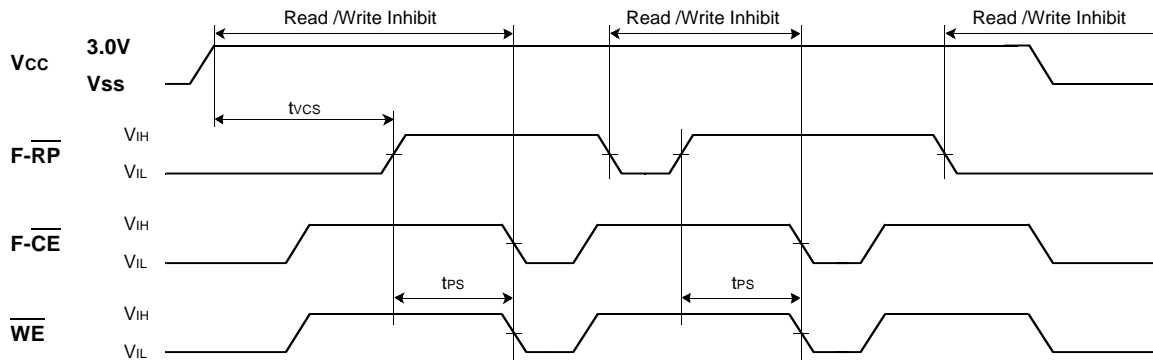 Read /Write Inhibit Read /Write Inhibit Read /Write Inhibit
VCC 3.0V
Vss
tVCS
F-RP VIH
VIL
F-CE VIH
VIL
tPS tPS
WE VIH
VIL